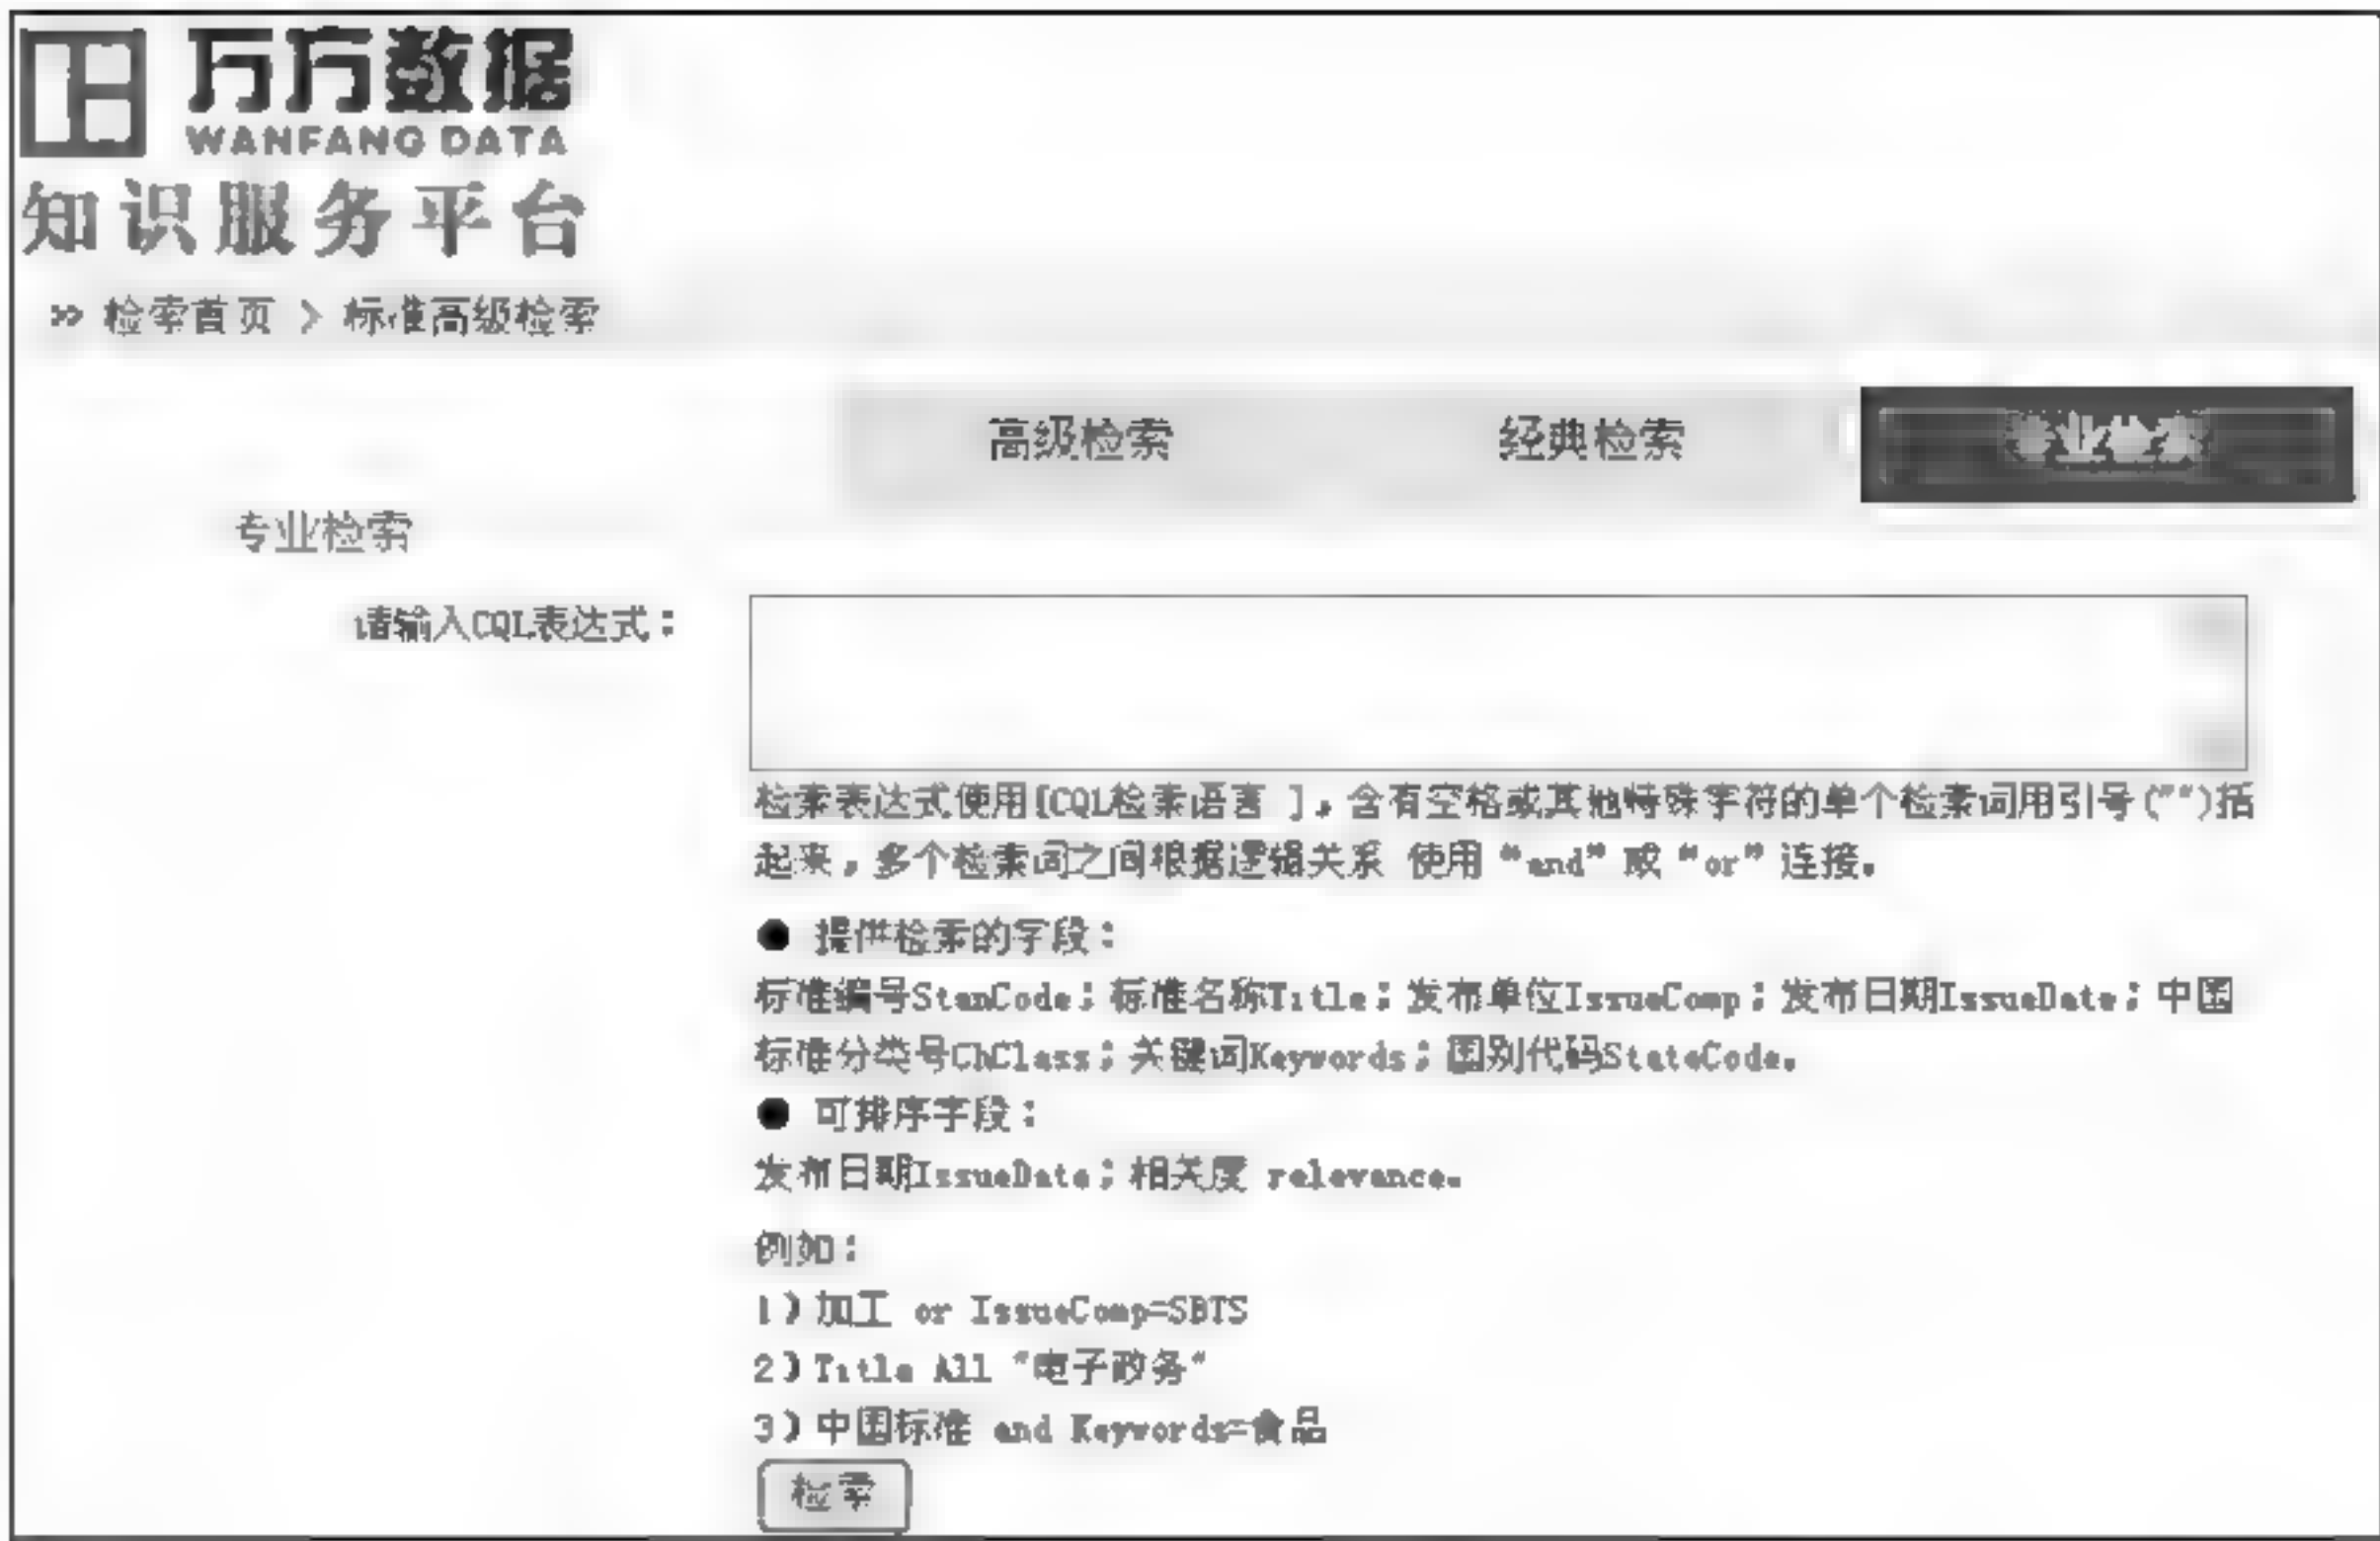 万方数据
WANFANG DATA
知识服务平台
» 检索首页 > 标准高级检索
高级检索 经典检索
专业检索
请输入CQL表达式：
检索表达式使用[CQL检索语言 ]，含有空格或其他特殊字符的单个检索词用引号("")括
起来，多个检索词之间根据逻辑关系 使用 “and” 或 “or” 连接。
● 提供检索的字段：
标准编号StanCode；标准名称Title；发布单位IssueComp；发布日期IssueDate；中国
标准分类号ChClass；关键词Keywords；国别代码StateCode。
● 可排序字段：
发布日期IssueDate；相关度 relevance。
例如：
1）加工 or IssueComp=SBTS
2）Title All "电子政务"
3）中国标准 and Keywords=食品
检索